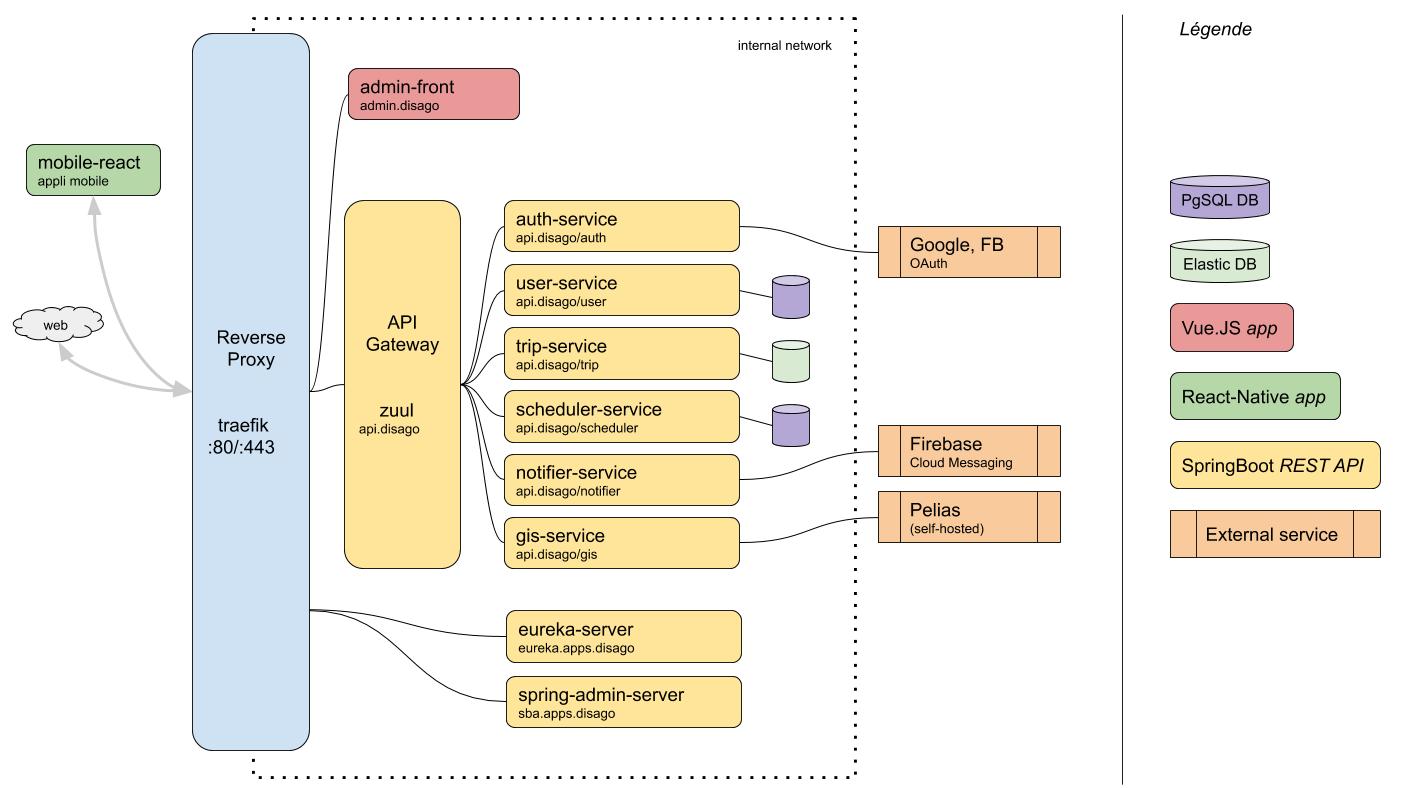 internal network
Légende
admin-front
admin.disago
mobile-react
appli mobile
web
Reverse
Proxy
traefik
:80/:443
API
Gateway
zuul
api.disago
auth-service
api.disago/auth
user-service
api.disago/user
trip-service
api.disago/trip
scheduler-service
api.disago/scheduler
notifier-service
api.disago/notifier
gis-service
api.disago/gis
eureka-server
eureka.apps.disago
spring-admin-server
sba.apps.disago
Google, FB
OAuth
Firebase
Cloud Messaging
Pelias
(self-hosted)
PgSQL DB
Elastic DB
Vue.JS app
React-Native app
SpringBoot REST API
External service